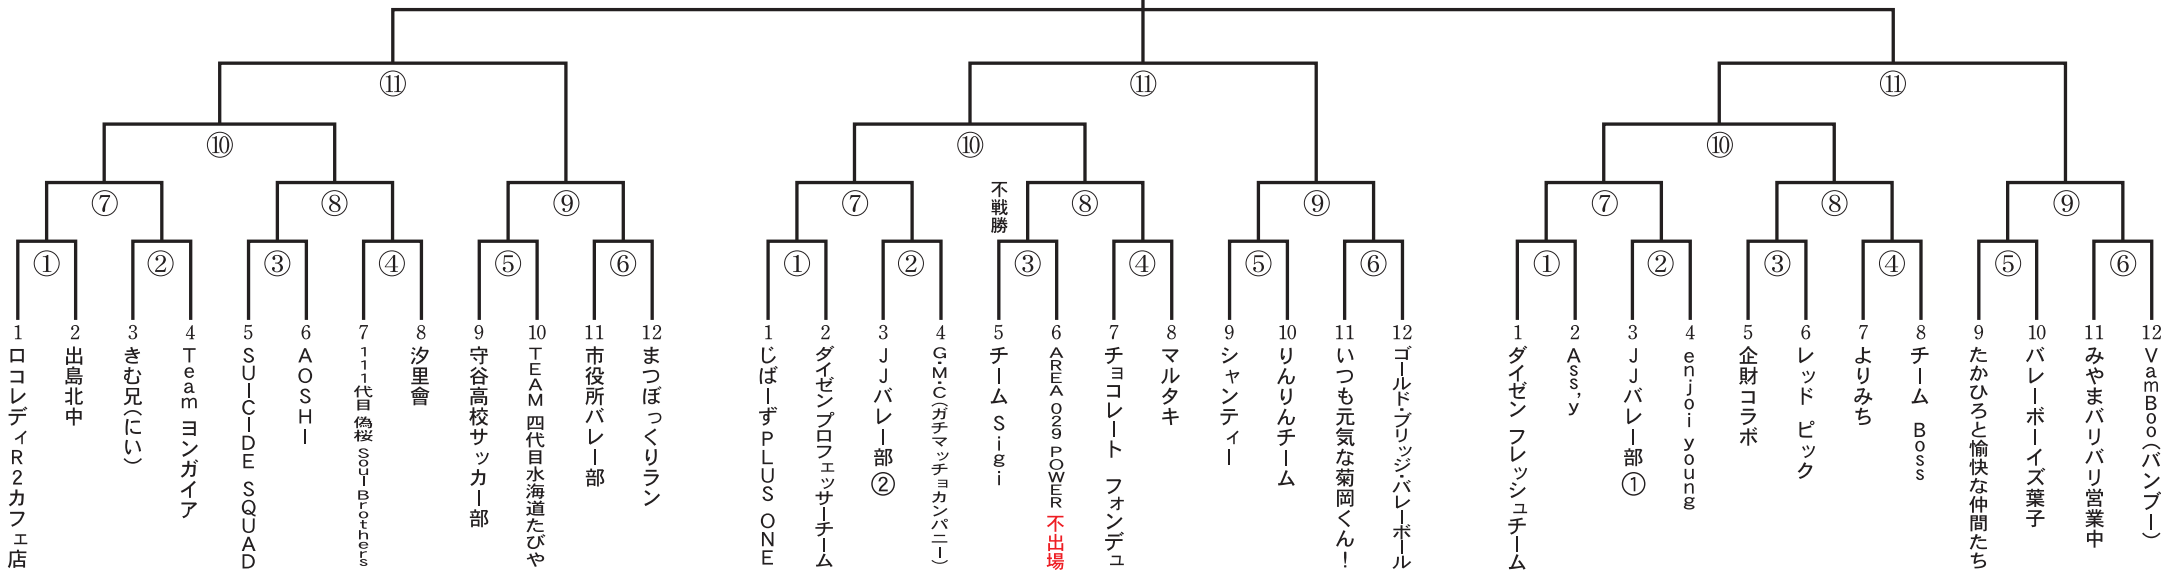 ⑪ ⑪ ⑪
⑩ ⑩ ⑩
不戦勝
⑦ ⑧ ⑨ ⑦ ⑧ ⑨ ⑦ ⑧ ⑨
① ② ③ ④ ⑤ ⑥ ① ② ③ ④ ⑤ ⑥ ① ② ③ ④ ⑤ ⑥
1 ロコレディR2カフェ店
2 出島北中
3 きむ兄(にい)
4 Team ヨンガイア
5 SUICIDE SQUAD
6 AOSHI
7 111代目 偽桜 Soul Brothers
8 汐里會
9 守谷高校サッカー部
10 TEAM 四代目水海道たびや
11 市役所バレー部
12 まつぼっくりラン
1 じばーず PLUS ONE
2 ダイゼン プロフェッサーチーム
3 JJバレー部②
4 G・M・C(ガチマッチョカンパニー)
5 チーム Sigi
6 AREA 029 POWER 不出場
7 チョコレート フォンデュ
8 マルタキ
9 シャンティー
10 りんりんチーム
11 いつも元気な菊岡くん!
12 ゴールド・ブリッジ・バレーボール
1 ダイゼン フレッシュチーム
2 Ass,y
3 JJバレー部①
4 enjoi young
5 企財コラボ
6 レッド ピック
7 よりみち
8 チーム Boss
9 たかひろと愉快な仲間たち
10 バレーボーイズ葉子
11 みやまバリバリ営業中
12 VamBoo(バンブー)